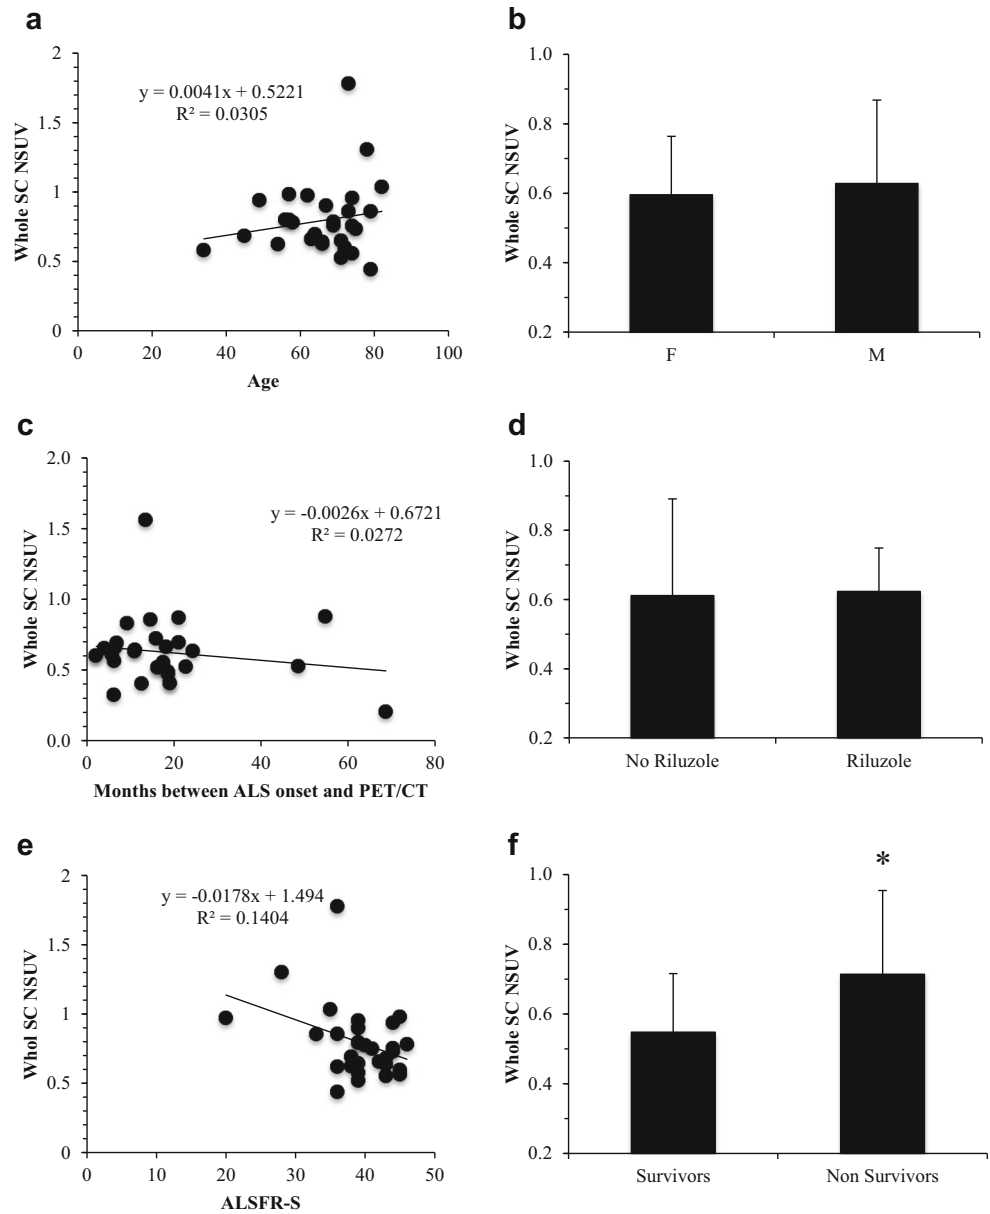 a
2
1.5
1
0.5
0
Whole SC NSUV
y = 0.0041x + 0.5221
R² = 0.0305
0 20 40 60 80 100
Age
b
1.0
0.8
0.6
0.4
0.2
Whole SC NSUV
F M
c
2.0
1.5
1.0
0.5
0.0
Whole SC NSUV
y = -0.0026x + 0.6721
R² = 0.0272
0 20 40 60 80
Months between ALS onset and PET/CT
d
1.0
0.8
0.6
0.4
0.2
Whole SC NSUV
No Riluzole Riluzole
e
2
1.5
1
0.5
0
Whol SC NSUV
y = -0.0178x + 1.494
R² = 0.1404
0 10 20 30 40 50
ALSFR-S
f
1.0
0.8
0.6
0.4
0.2
Whole SC NSUV
*
Survivors Non Survivors